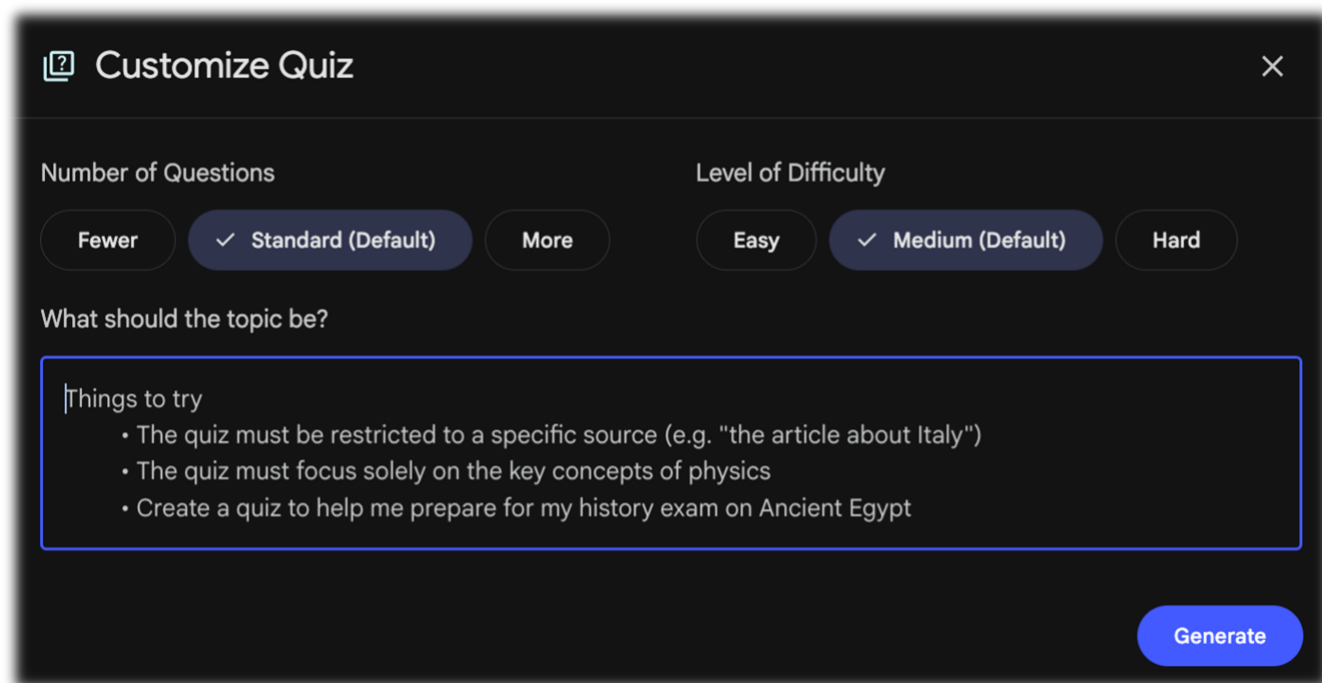 Customize Quiz
Number of Questions
Fewer
Standard (Default)
More
Level of Difficulty
Easy
Medium (Default)
Hard
What should the topic be?
Things to try
• The quiz must be restricted to a specific source (e.g. "the article about Italy")
• The quiz must focus solely on the key concepts of physics
• Create a quiz to help me prepare for my history exam on Ancient Egypt
Generate